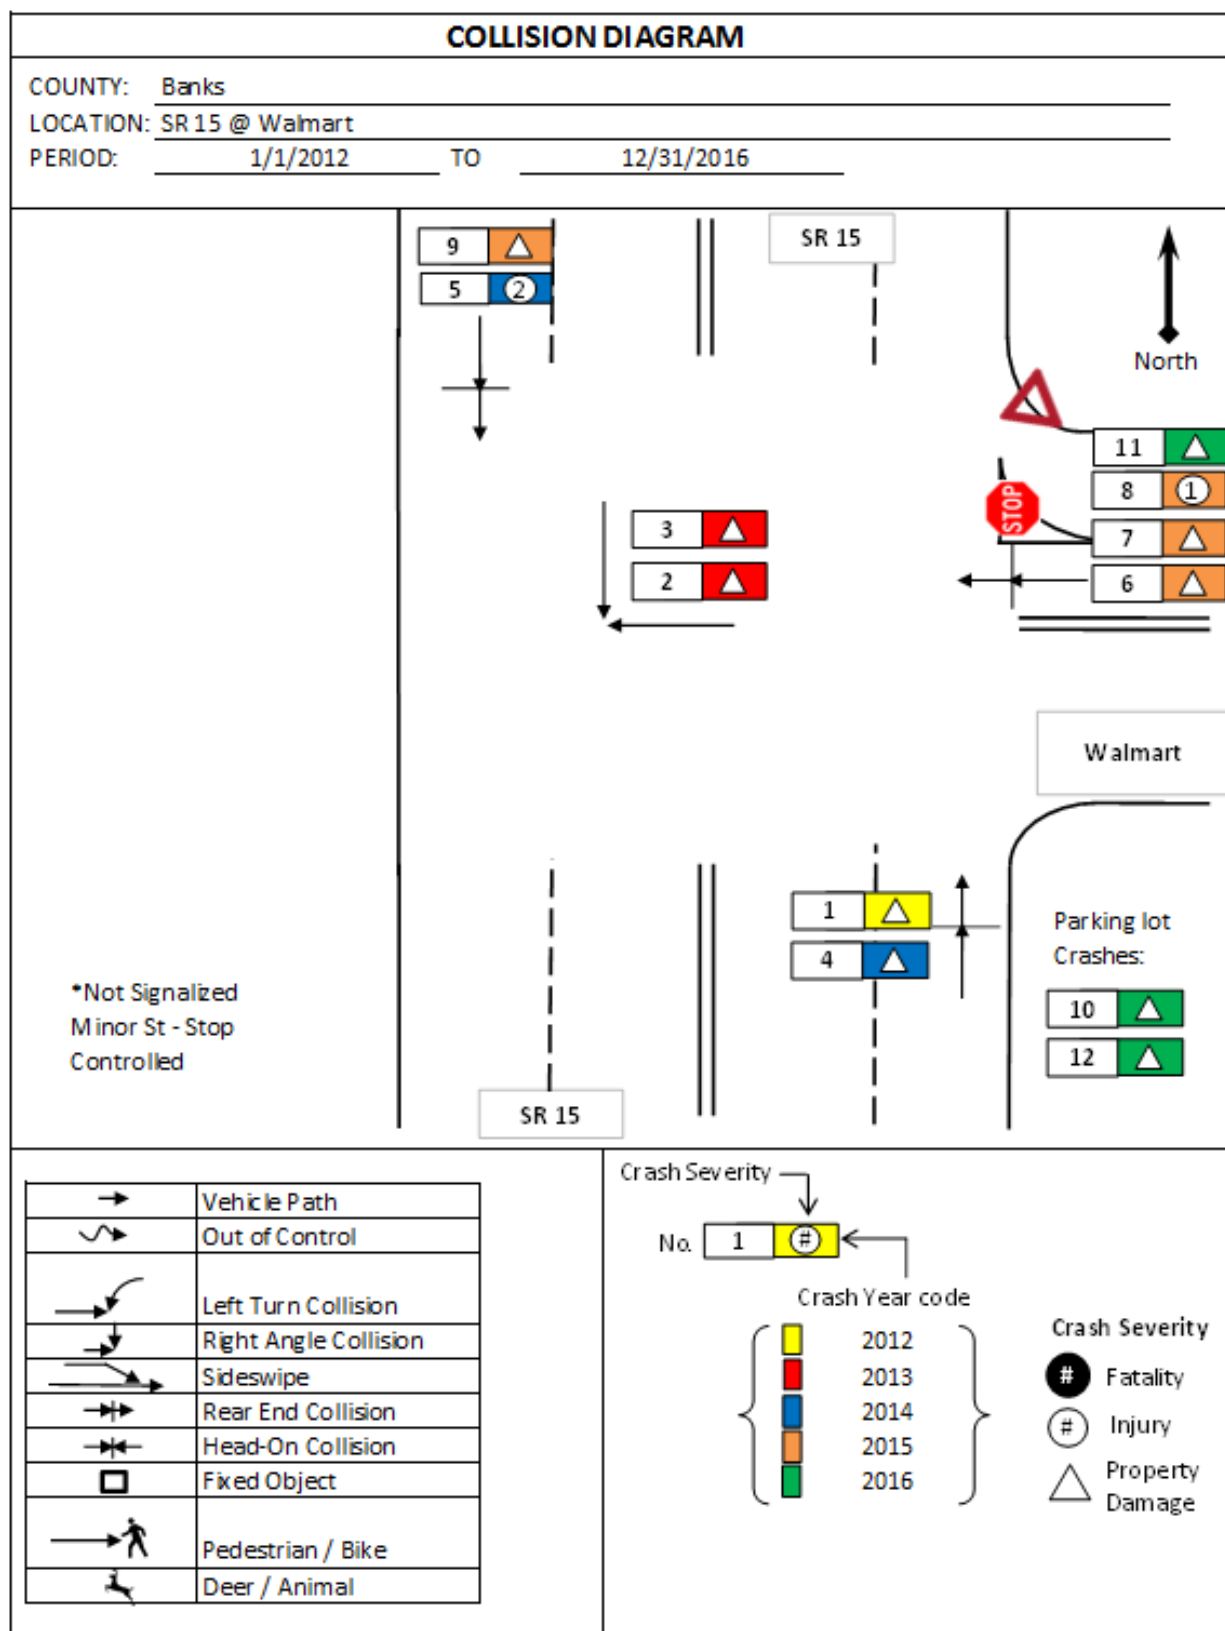 COLLISION DIAGRAM
COUNTY: Banks
LOCATION: SR 15 @ Walmart
PERIOD: 1/1/2012 TO 12/31/2016
9
SR 15
5 2
North
11
8 1
STOP
3
7
2
6
Walmart
1
Parking lot
4
Crashes:
*Not Signalized
10
Minor St - Stop
12
Controlled
SR 15
Vehicle Path
Out of Control
Left Turn Collision
Right Angle Collision
Sideswipe
Rear End Collision
Head-On Collision
Fixed Object
Pedestrian / Bike
Deer / Animal
Crash Severity
No. 1 #
Crash Year code
2012
2013
2014
2015
2016
Crash Severity
# Fatality
# Injury
Property
Damage